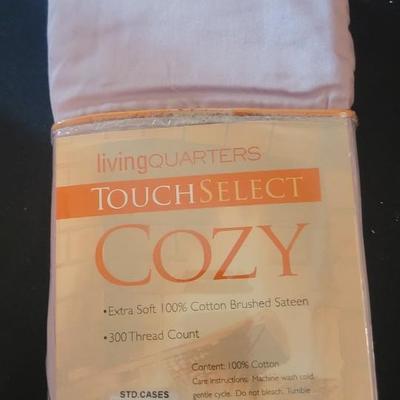 livingQUARTERS
TOUCHSELECT
COZY
•Extra Soft 100% Cotton Brushed Sateen
•300 Thread Count
Content: 100% Cotton
Care Instructions: Machine wash cold
gentle cycle. Do not bleach. Tumble
STD.CASES